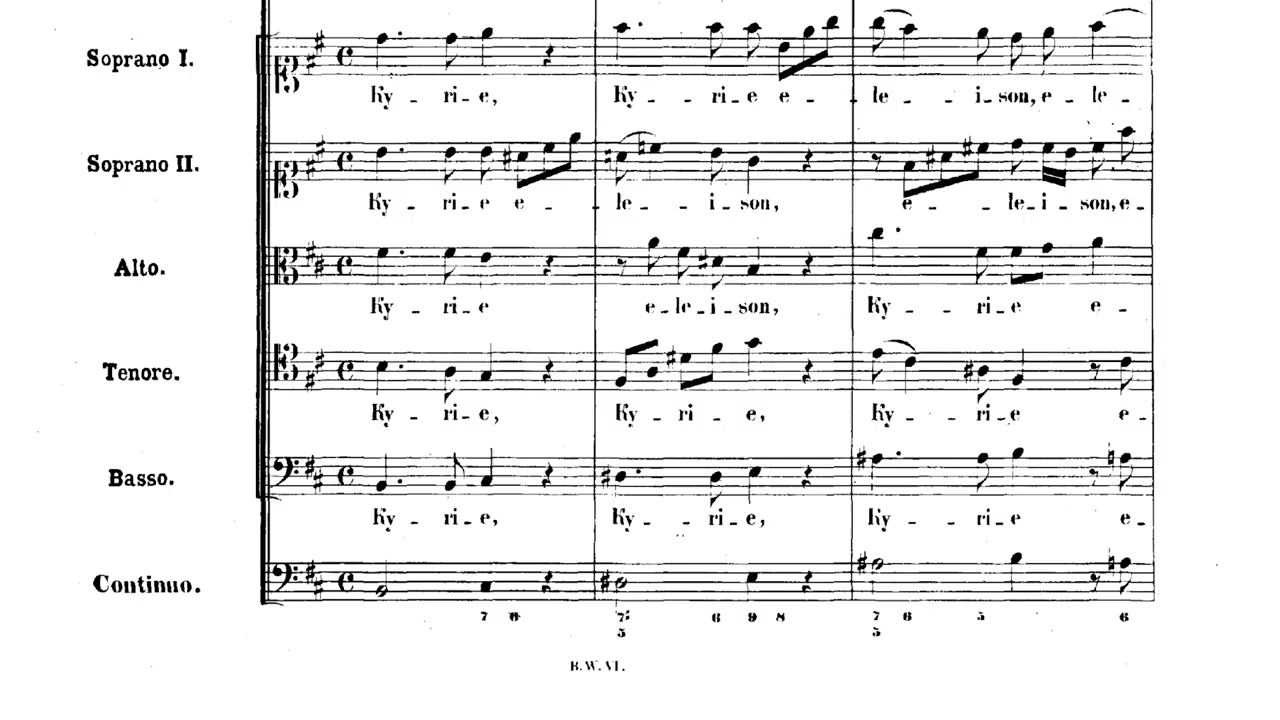 Soprano I.
Ky - ri - e, Ky - - ri - e e - - le - - i - son, e - le -
Soprano II.
Ky - ri - e e - - le - - i - son, e - - le - i - son, e -
Alto.
Ky - ri - e e - le - i - son, Ky - - ri - e e -
Tenore.
Ky - ri - e, Ky - ri - e, Ky - - ri - e e -
Basso.
Ky - ri - e, Ky - - ri - e, Ky - - ri - e e -
Continuo.
7 6 7 6 9 8 7 6 5 6
5 5
B.W.VI.